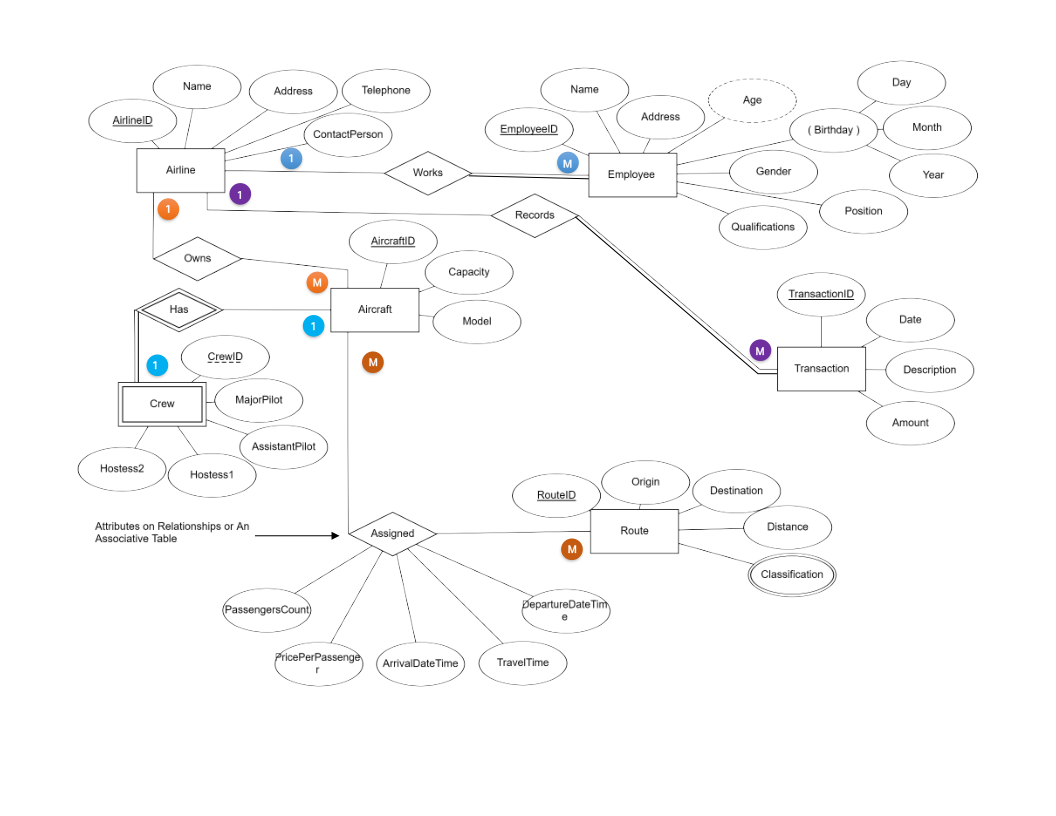 Name
Address
Telephone
AirlineID
ContactPerson
1
Airline
1
1
Works
M
Name
Address
Age
EmployeeID
Employee
( Birthday )
Day
Month
Year
Gender
Position
Qualifications
Records
Owns
M
AircraftID
Capacity
Model
Aircraft
1
M
Has
1
CrewID
MajorPilot
AssistantPilot
Crew
Hostess2
Hostess1
TransactionID
Date
M
Transaction
Description
Amount
RouteID
Origin
Destination
Distance
Route
Classification
M
Attributes on Relationships or An
Associative Table
Assigned
PassengersCount
PricePerPassenge
r
ArrivalDateTime
TravelTime
DepartureDateTim
e